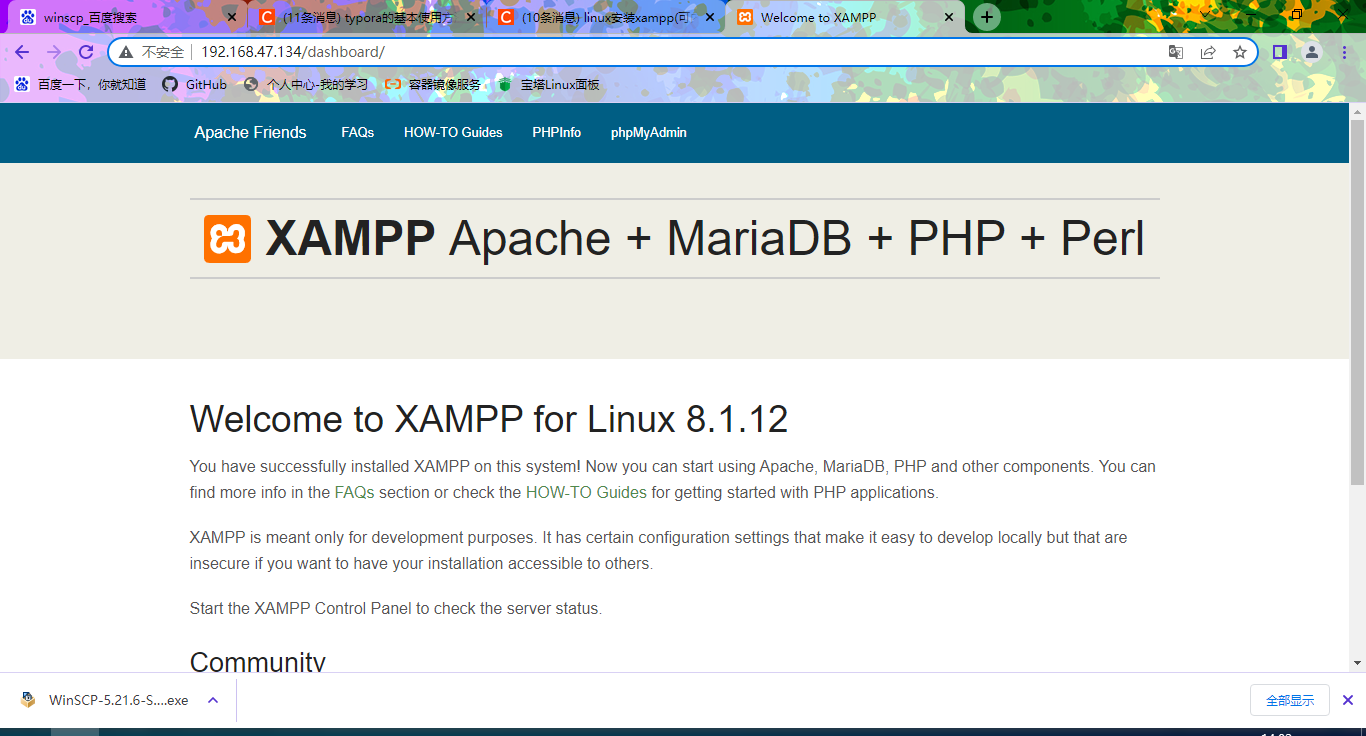 winscp_百度搜索
(11条消息) typora的基本使用方
(10条消息) linux安装xampp(可
Welcome to XAMPP
不安全 192.168.47.134/dashboard/
百度一下，你就知道 GitHub 个人中心-我的学习 容器镜像服务 宝塔Linux面板
Apache Friends FAQs HOW-TO Guides PHPInfo phpMyAdmin
XAMPP Apache + MariaDB + PHP + Perl
Welcome to XAMPP for Linux 8.1.12
You have successfully installed XAMPP on this system! Now you can start using Apache, MariaDB, PHP and other components. You can
find more info in the FAQs section or check the HOW-TO Guides for getting started with PHP applications.
XAMPP is meant only for development purposes. It has certain configuration settings that make it easy to develop locally but that are
insecure if you want to have your installation accessible to others.
Start the XAMPP Control Panel to check the server status.
Community
WinSCP-5.21.6-S....exe
全部显示